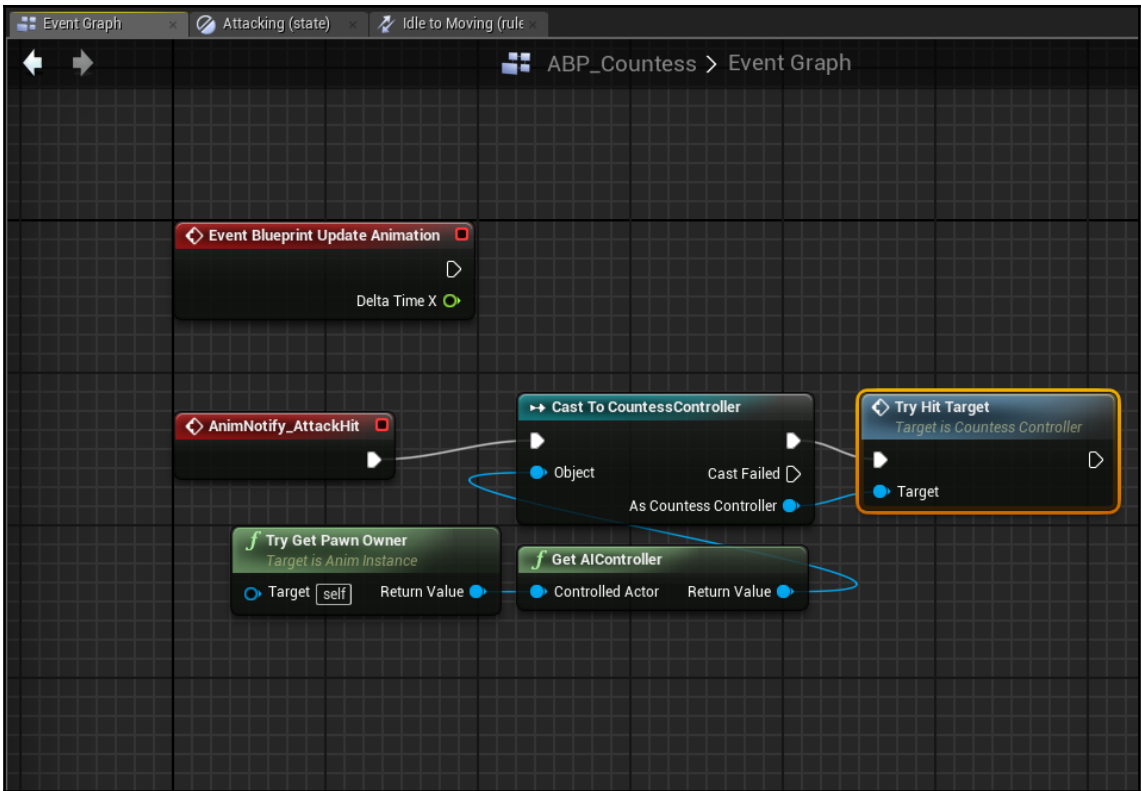 Event Graph
Attacking (state)
Idle to Moving (rule
ABP_Countess > Event Graph
Event Blueprint Update Animation
Delta Time X
AnimNotify_AttackHit
Cast To CountessController
Object
Cast Failed
As Countess Controller
Try Hit Target
Target is Countess Controller
Target
f Try Get Pawn Owner
Target is Anim Instance
Target self Return Value
f Get AIController
Controlled Actor Return Value